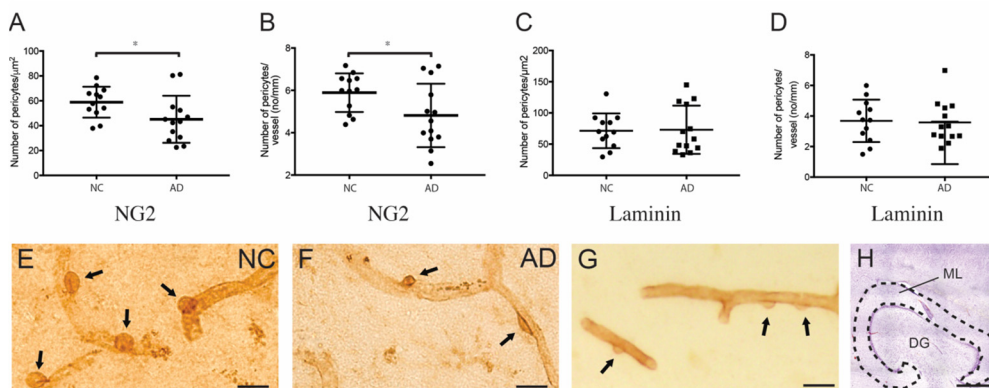 A
Number of pericytes/μm²
100
80
60
40
20
0
*
NC
AD
NG2
B
Number of pericytes/
vessel (no/mm)
8
6
4
2
*
NC
AD
NG2
C
Number of pericytes/μm2
200
150
100
50
0
NC
AD
Laminin
D
Number of pericytes/
vessel (no/mm)
8
6
4
2
0
NC
AD
Laminin
E
NC
F
AD
G
H
ML
DG